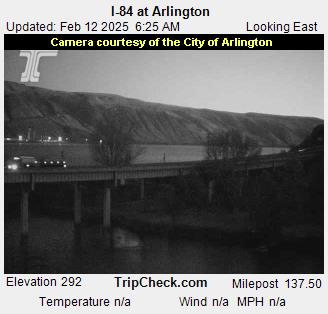 I-84 at Arlington
Updated: Feb 12 2025 6:25 AM Looking East
Camera courtesy of the City of Arlington
Elevation 292 TripCheck.com Milepost 137.50
Temperature n/a Wind n/a MPH n/a